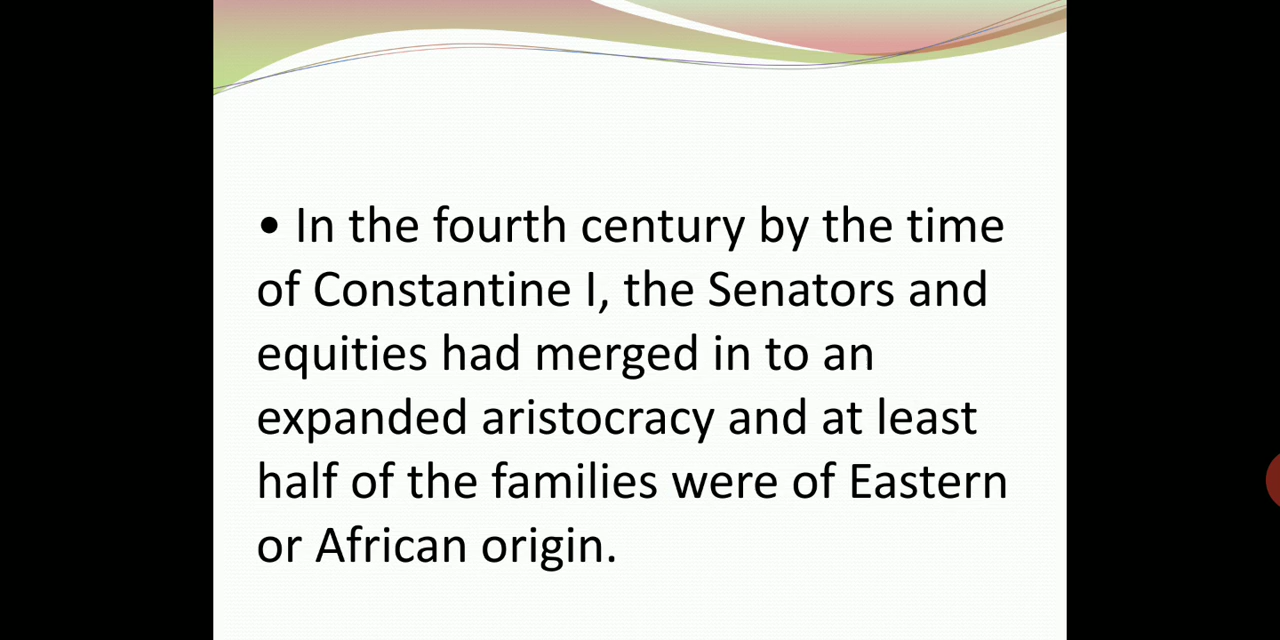 • In the fourth century by the time
of Constantine I, the Senators and
equities had merged in to an
expanded aristocracy and at least
half of the families were of Eastern
or African origin.